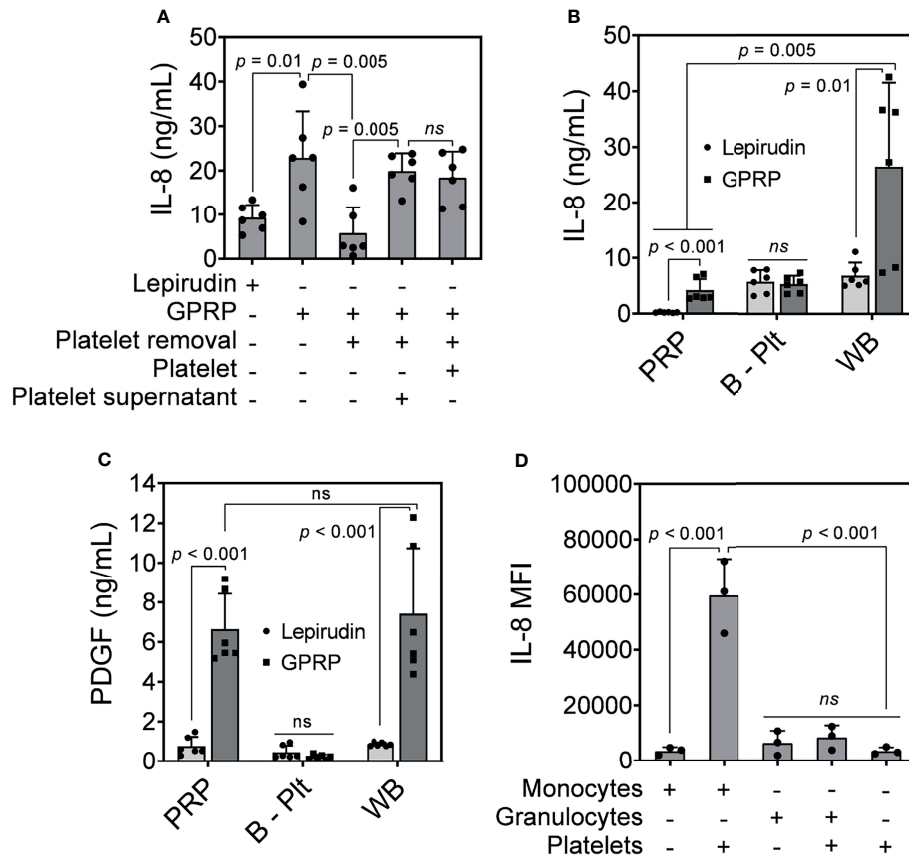 A
IL-8 (ng/mL)
50
40
30
20
10
0
p = 0.01
p = 0.005
p = 0.005
ns
Lepirudin + - - - -
GPRP - + + + +
Platelet removal - - + + +
Platelet - - - - +
Platelet supernatant - - - + -
B
IL-8 (ng/mL)
50
40
30
20
10
0
p = 0.005
p = 0.01
Lepirudin
GPRP
p < 0.001
ns
PRP
B - Plt
WB
C
PDGF (ng/mL)
14
12
10
8
6
4
2
0
ns
p < 0.001
p < 0.001
Lepirudin
GPRP
ns
PRP
B - Plt
WB
D
IL-8 MFI
100000
80000
60000
40000
20000
0
p < 0.001
p < 0.001
ns
Monocytes + + - - -
Granulocytes - - + + -
Platelets - + - + +